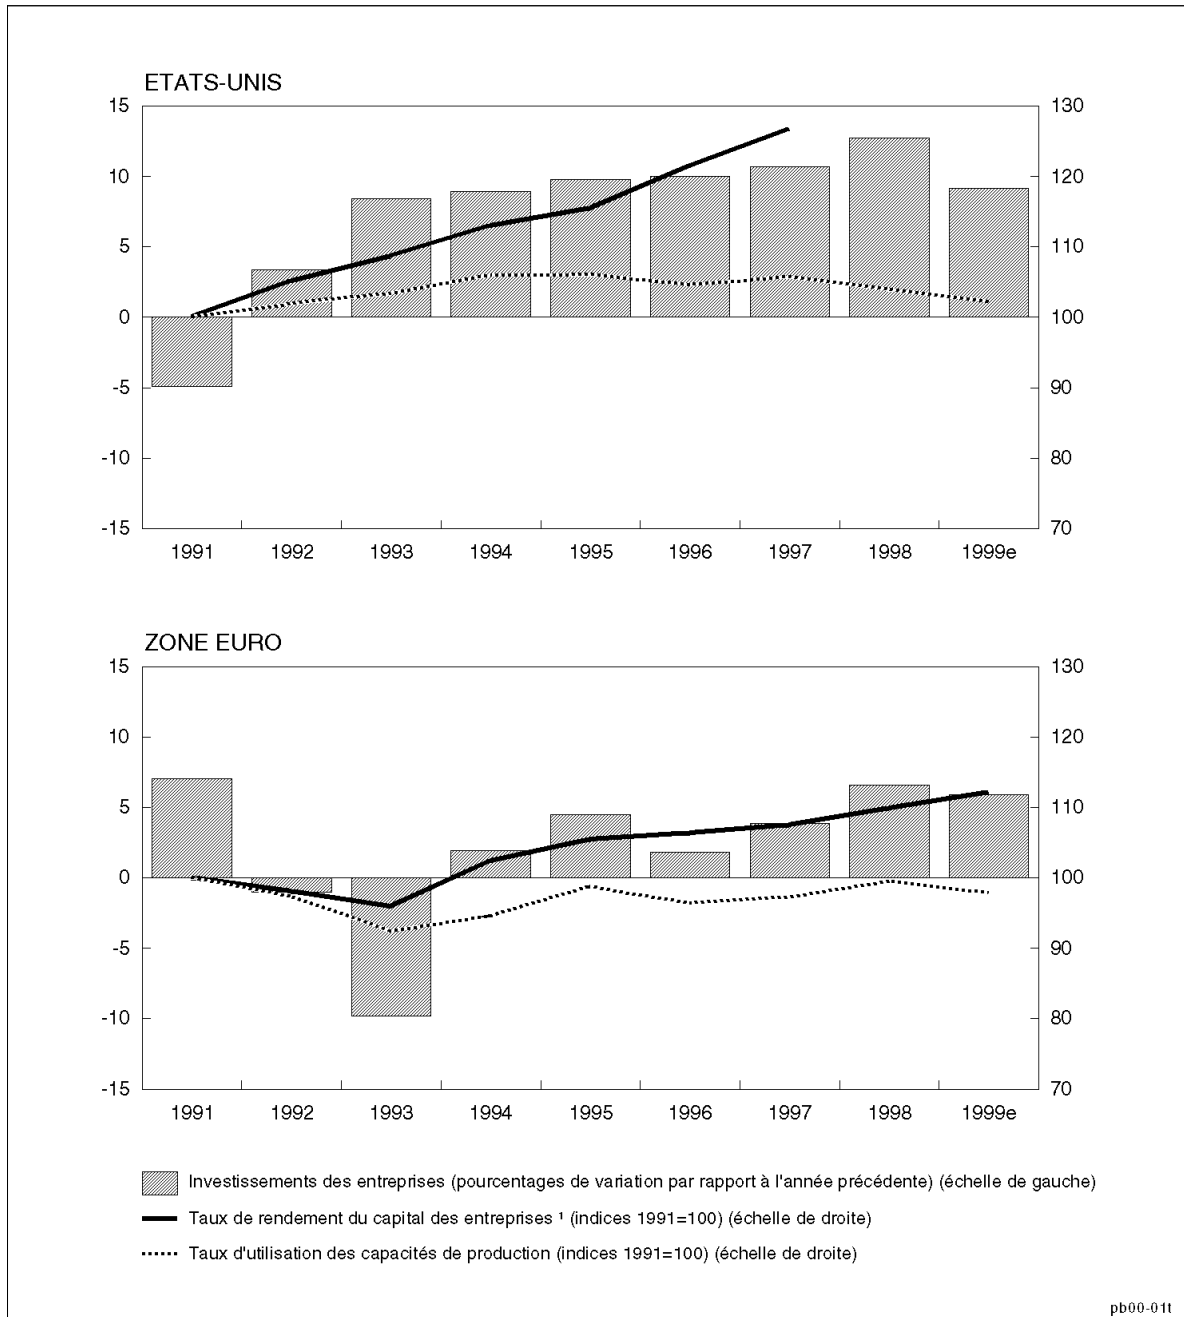 ETATS-UNIS
15 130
10 120
5 110
0 100
-5 90
-10 80
-15 70
1991 1992 1993 1994 1995 1996 1997 1998 1999e
ZONE EURO
15 130
10 120
5 110
0 100
-5 90
-10 80
-15 70
1991 1992 1993 1994 1995 1996 1997 1998 1999e
Investissements des entreprises (pourcentages de variation par rapport à l'année précédente) (échelle de gauche)
Taux de rendement du capital des entreprises ¹ (indices 1991=100) (échelle de droite)
Taux d'utilisation des capacités de production (indices 1991=100) (échelle de droite)
pb00-01t